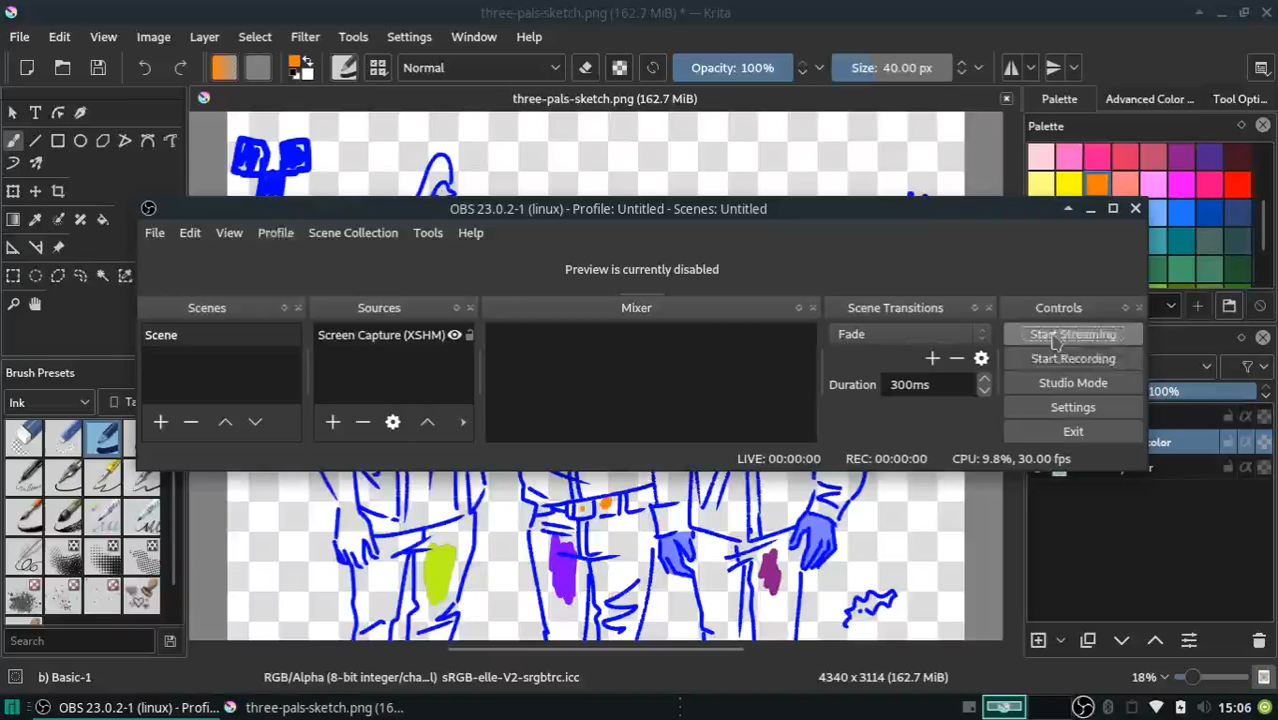 three-pals-sketch.png (162.7 MiB) * — Krita
File Edit View Image Layer Select Filter Tools Settings Window Help
Normal Opacity: 100% Size: 40.00 px
three-pals-sketch.png (162.7 MiB)
Palette Advanced Color ... Tool Opti...
Palette
OBS 23.0.2-1 (linux) - Profile: Untitled - Scenes: Untitled
File Edit View Profile Scene Collection Tools Help
Preview is currently disabled
Scenes Sources Mixer Scene Transitions Controls
Scene Screen Capture (XSHM) Fade Start Streaming
Start Recording
Duration 300ms Studio Mode
Settings
Exit
LIVE: 00:00:00 REC: 00:00:00 CPU: 9.8%, 30.00 fps
Brush Presets
Ink Ta
100%
color
Search
b) Basic-1 RGB/Alpha (8-bit integer/cha...l) sRGB-elle-V2-srgbtrc.icc 4340 x 3114 (162.7 MiB) 18%
OBS 23.0.2-1 (linux) - Profi... three-pals-sketch.png (16... 15:06